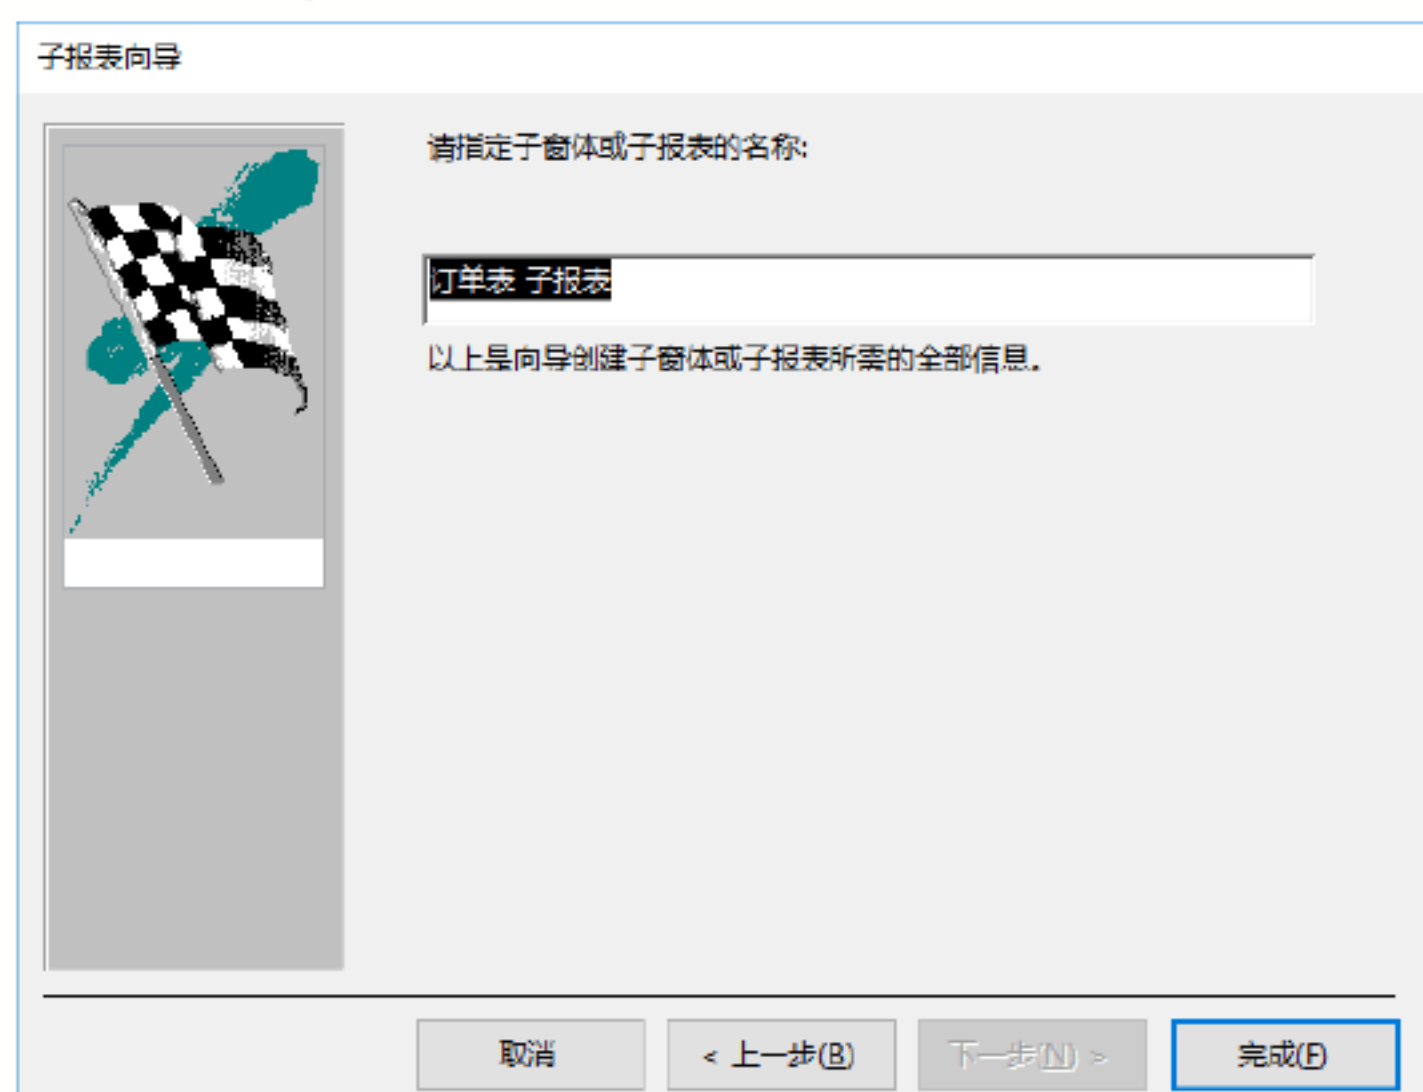 子报表向导
请指定子窗体或子报表的名称:
订单表 子报表
以上是向导创建子窗体或子报表所需的全部信息。
取消
< 上一步(B)
下一步(N) >
完成(F)